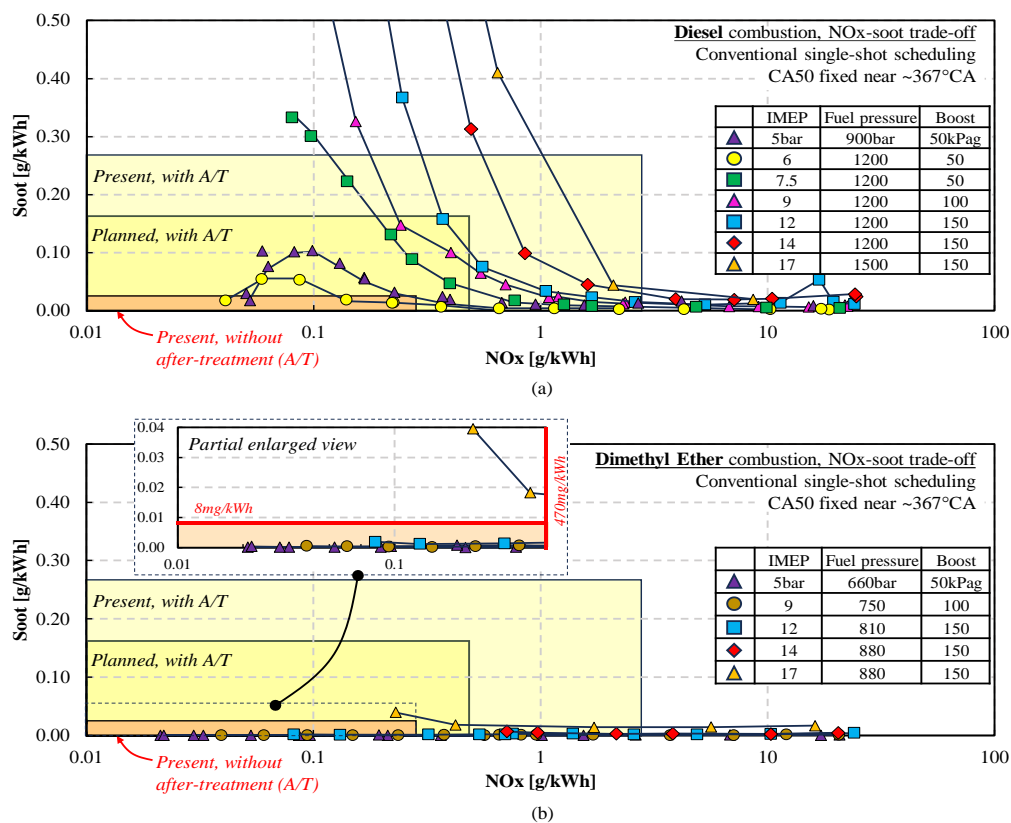 0.50
0.40
0.30
0.20
0.10
0.00
Soot [g/kWh]
Diesel combustion, NOx-soot trade-off
Conventional single-shot scheduling
CA50 fixed near ~367°CA
IMEP Fuel pressure Boost
5bar 900bar 50kPag
6 1200 50
7.5 1200 50
9 1200 100
12 1200 150
14 1200 150
17 1500 150
Present, with A/T
Planned, with A/T
Present, without
after-treatment (A/T)
0.01 0.1 1 10 100
NOx [g/kWh]
(a)
0.50
0.40
0.30
0.20
0.10
0.00
Soot [g/kWh]
0.04
0.03
0.02
0.01
0.00
Partial enlarged view
8mg/kWh
470mg/kWh
0.01 0.1
Dimethyl Ether combustion, NOx-soot trade-off
Conventional single-shot scheduling
CA50 fixed near ~367°CA
IMEP Fuel pressure Boost
5bar 660bar 50kPag
9 750 100
12 810 150
14 880 150
17 880 150
Present, with A/T
Planned, with A/T
Present, without
after-treatment (A/T)
0.01 0.1 1 10 100
NOx [g/kWh]
(b)